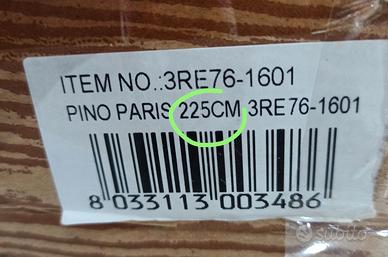 ITEM NO.:3RE76-1601
PINO PARIS 225CM 3RE76-1601
8 033113 003486
subito